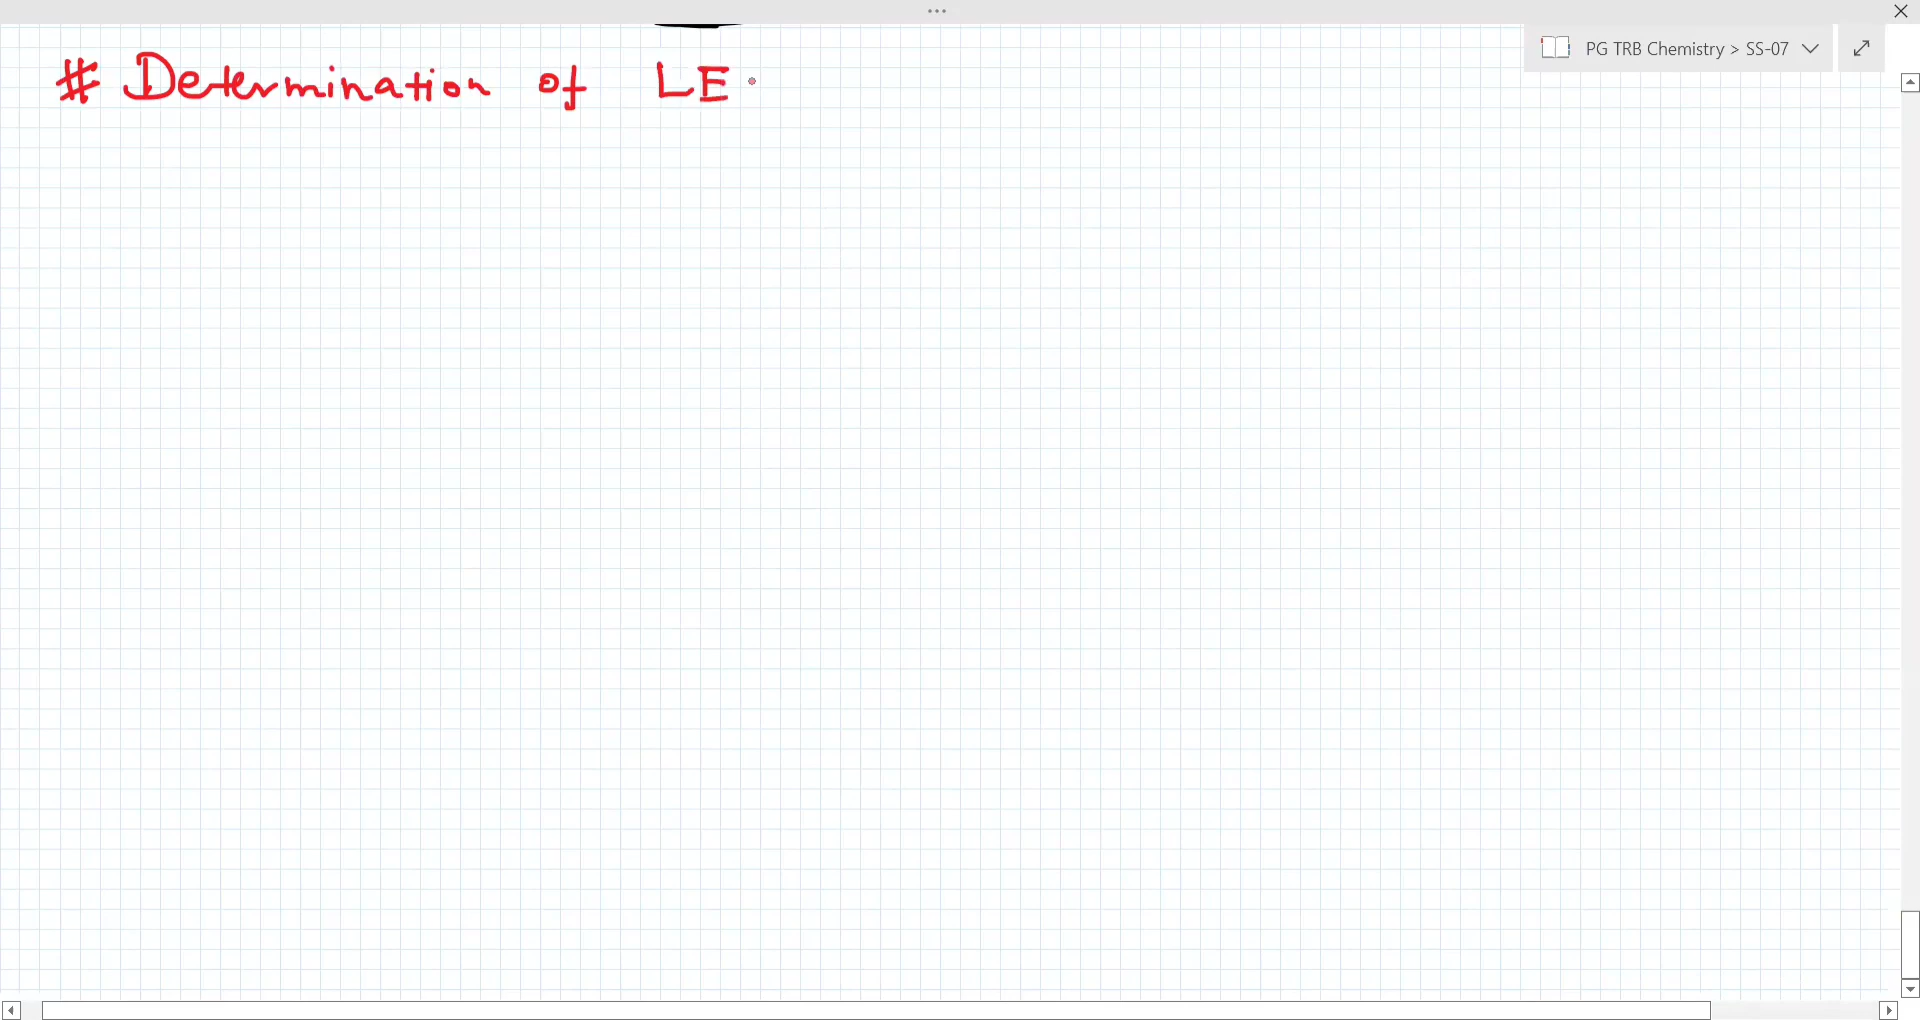 PG TRB Chemistry > SS-07
# Determination of LE